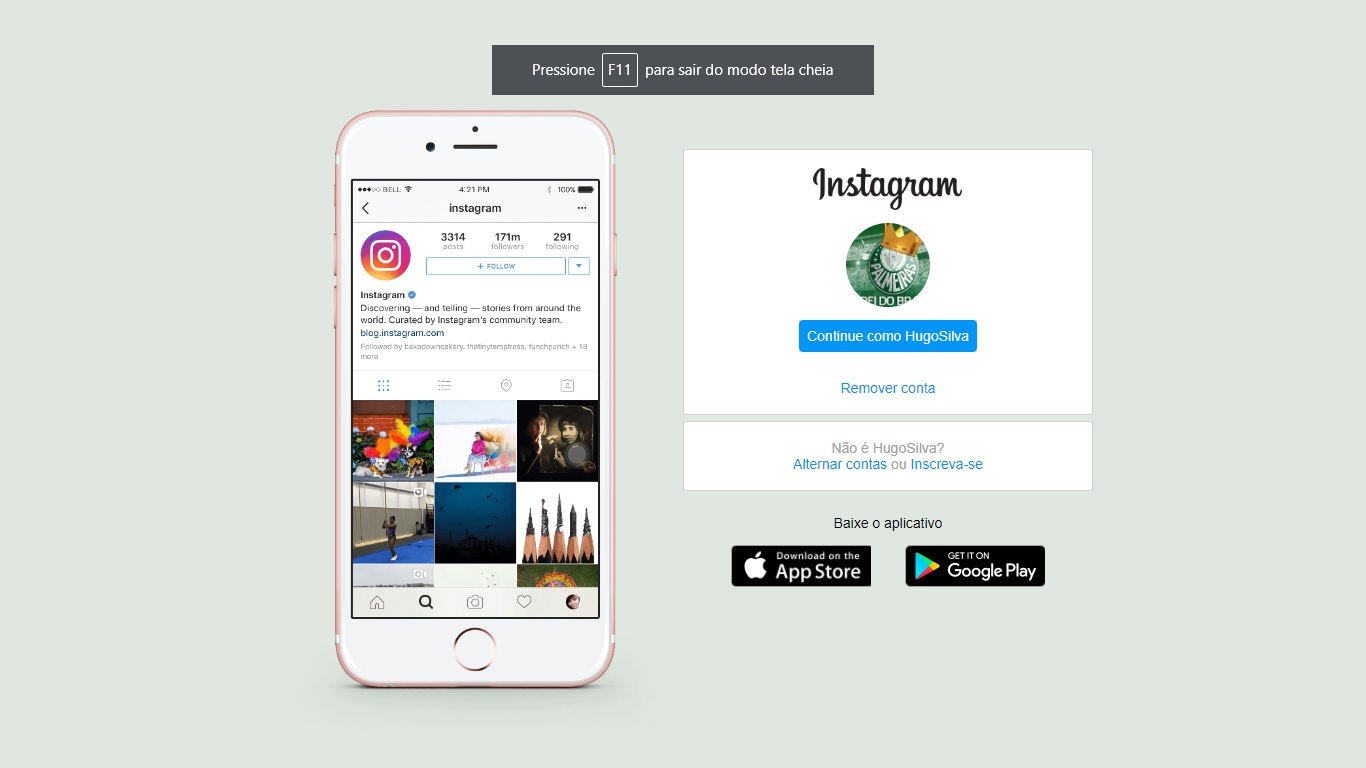 Pressione F11 para sair do modo tela cheia
BELL 4:21 PM 100%
instagram
3314 171m 291
posts followers following
+ FOLLOW
Instagram
Discovering — and telling — stories from around the
world. Curated by Instagram's community team.
blog.instagram.com
Followed by bakedowncakery, thetinytemptress, funchpunch + 18
more
Instagram
PALMEIRAS
Continue como HugoSilva
Remover conta
Não é HugoSilva?
Alternar contas ou Inscreva-se
Baixe o aplicativo
Download on the
App Store
GET IT ON
Google Play